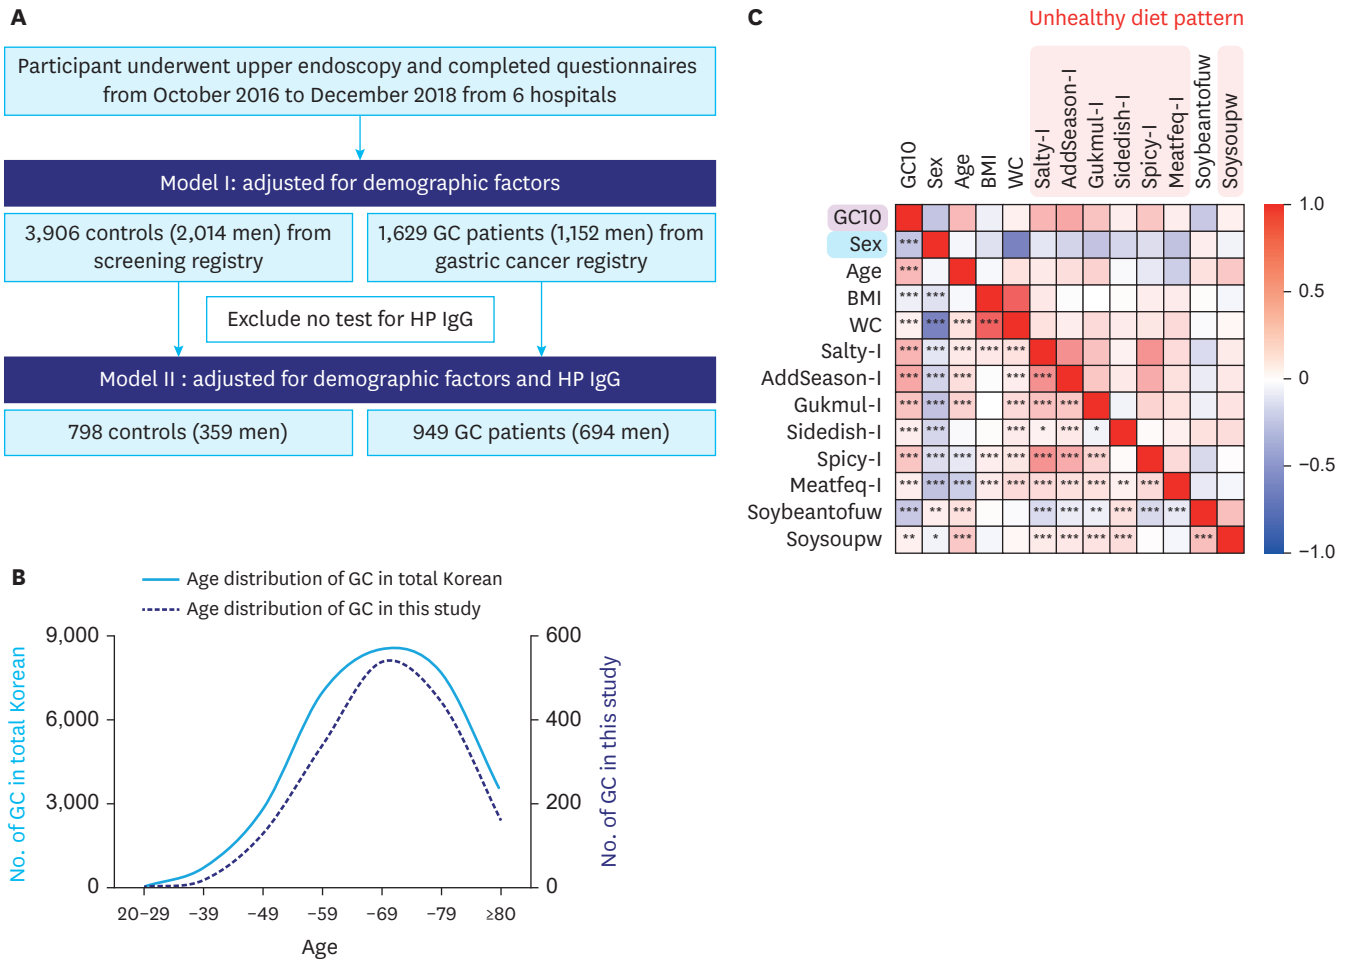 A
Participant underwent upper endoscopy and completed questionnaires
from October 2016 to December 2018 from 6 hospitals
Model I: adjusted for demographic factors
3,906 controls (2,014 men) from
screening registry
1,629 GC patients (1,152 men) from
gastric cancer registry
Exclude no test for HP IgG
Model II : adjusted for demographic factors and HP IgG
798 controls (359 men)
949 GC patients (694 men)
B
Age distribution of GC in total Korean
Age distribution of GC in this study
No. of GC in total Korean
9,000
6,000
3,000
0
600
400
200
0
No. of GC in this study
20−29 −39 −49 −59 −69 −79 ≥80
Age
C
Unhealthy diet pattern
GC10
Sex
Age
BMI
WC
Salty-I
AddSeason-I
Gukmul-I
Sidedish-I
Spicy-I
Meatfeq-I
Soybeantofuw
Soysoupw
GC10
Sex ***
Age ***
BMI *** ***
WC *** *** *** ***
Salty-I *** *** *** *** ***
AddSeason-I *** *** *** *** ***
Gukmul-I *** *** *** *** *** ***
Sidedish-I *** *** *** * *** *
Spicy-I *** *** *** *** *** *** *** ***
Meatfeq-I *** *** *** *** *** *** *** *** ** ***
Soybeantofuw *** ** *** *** *** ** *** *** ***
Soysoupw ** * *** *** *** *** *** ***
1.0
0.5
0
−0.5
−1.0